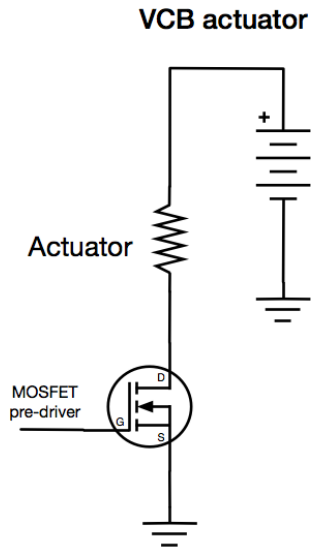 VCB actuator
+
Actuator
D
MOSFET
pre-driver
G
S